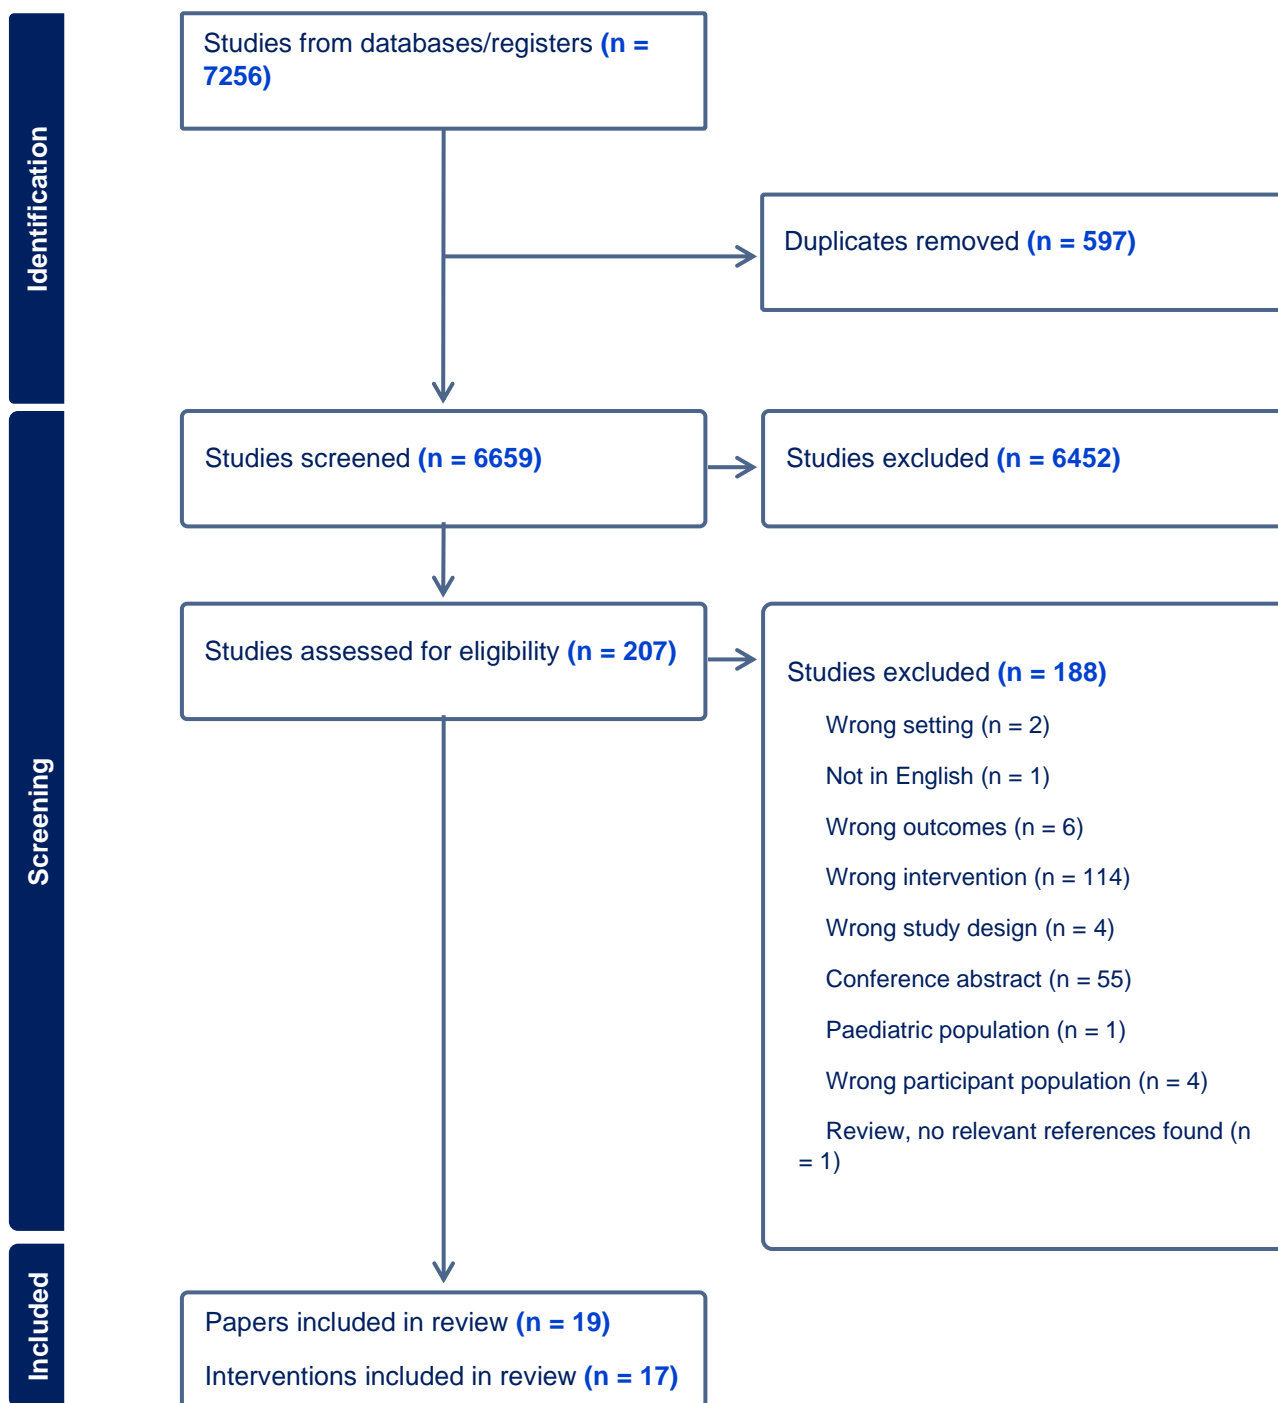 Identification
Studies from databases/registers (n =
7256)
Duplicates removed (n = 597)
Screening
Studies screened (n = 6659)
Studies excluded (n = 6452)
Studies assessed for eligibility (n = 207)
Studies excluded (n = 188)
Wrong setting (n = 2)
Not in English (n = 1)
Wrong outcomes (n = 6)
Wrong intervention (n = 114)
Wrong study design (n = 4)
Conference abstract (n = 55)
Paediatric population (n = 1)
Wrong participant population (n = 4)
Review, no relevant references found (n
= 1)
Included
Papers included in review (n = 19)
Interventions included in review (n = 17)